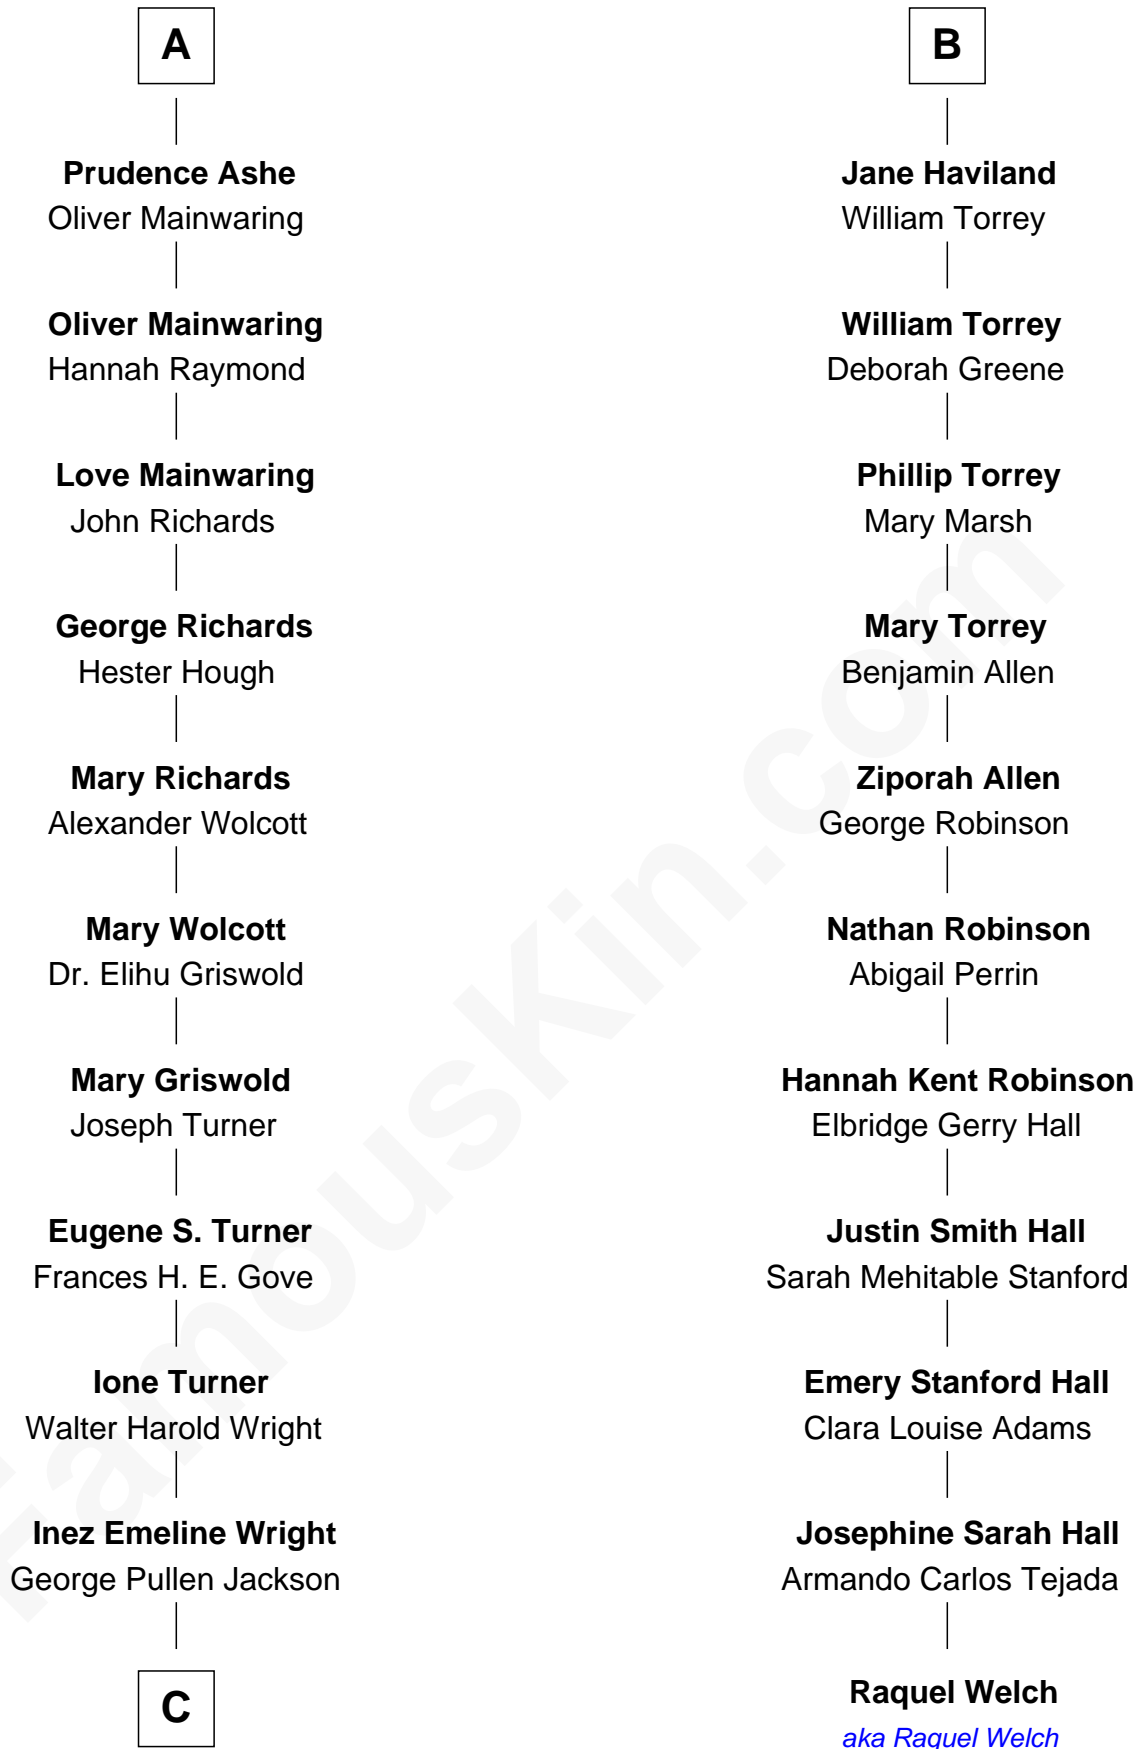 A
Prudence Ashe
Oliver Mainwaring
Oliver Mainwaring
Hannah Raymond
Love Mainwaring
John Richards
George Richards
Hester Hough
Mary Richards
Alexander Wolcott
Mary Wolcott
Dr. Elihu Griswold
Mary Griswold
Joseph Turner
Eugene S. Turner
Frances H. E. Gove
Ione Turner
Walter Harold Wright
Inez Emeline Wright
George Pullen Jackson
C
B
Jane Haviland
William Torrey
William Torrey
Deborah Greene
Phillip Torrey
Mary Marsh
Mary Torrey
Benjamin Allen
Ziporah Allen
George Robinson
Nathan Robinson
Abigail Perrin
Hannah Kent Robinson
Elbridge Gerry Hall
Justin Smith Hall
Sarah Mehitable Stanford
Emery Stanford Hall
Clara Louise Adams
Josephine Sarah Hall
Armando Carlos Tejada
Raquel Welch
aka Raquel Welch
FamousKin.com